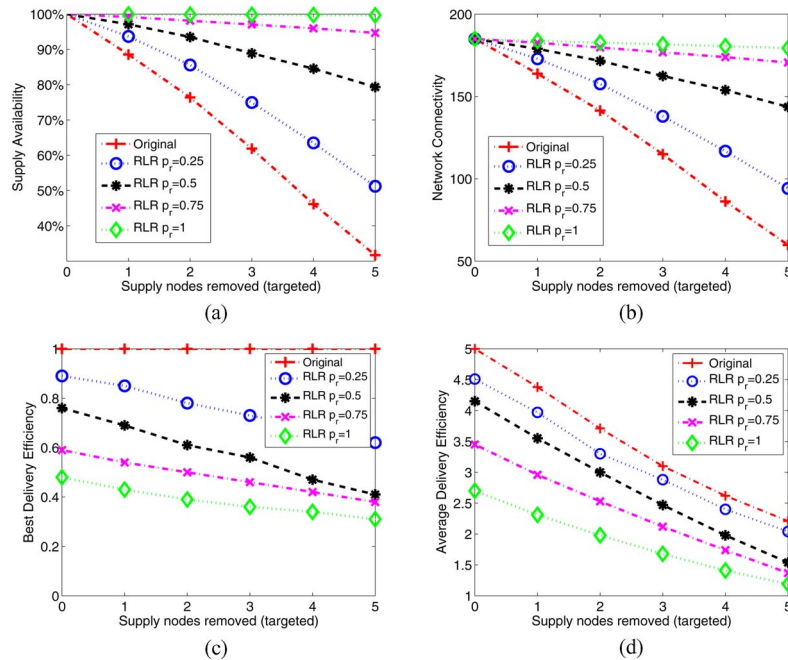 100%
90%
80%
70%
60%
50%
40%
Supply Availability
Original
RLR pr=0.25
RLR pr=0.5
RLR pr=0.75
RLR pr=1
0 1 2 3 4 5
Supply nodes removed (targeted)
(a)
200
150
100
50
Network Connectivity
Original
RLR pr=0.25
RLR pr=0.5
RLR pr=0.75
RLR pr=1
0 1 2 3 4 5
Supply nodes removed (targeted)
(b)
1
0.8
0.6
0.4
0.2
0
Best Delivery Efficiency
Original
RLR pr=0.25
RLR pr=0.5
RLR pr=0.75
RLR pr=1
0 1 2 3 4 5
Supply nodes removed (targeted)
(c)
5
4.5
4
3.5
3
2.5
2
1.5
1
Average Delivery Efficiency
Original
RLR pr=0.25
RLR pr=0.5
RLR pr=0.75
RLR pr=1
0 1 2 3 4 5
Supply nodes removed (targeted)
(d)